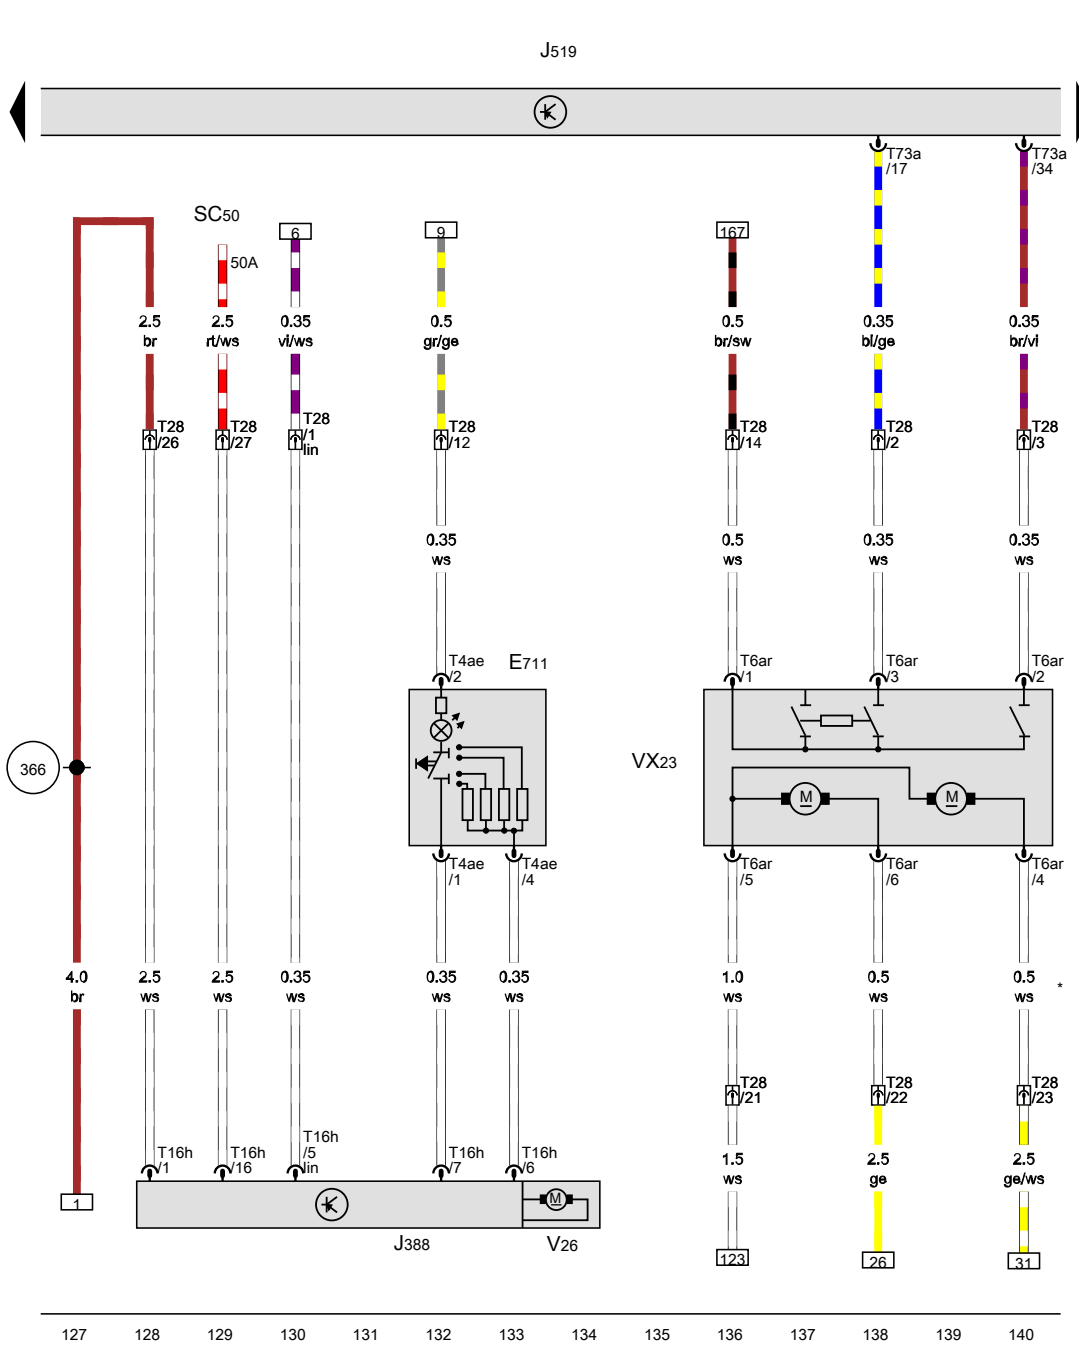 J519
T73a
/17
T73a
/34
SC50
50A
6
9
167
2.5
br
2.5
rt/ws
0.35
vi/ws
0.5
gr/ge
0.5
br/sw
0.35
bl/ge
0.35
br/vi
T28
/26
T28
/27
T28
/1
lin
T28
/12
T28
/14
T28
/2
T28
/3
0.35
ws
0.5
ws
0.35
ws
0.35
ws
T4ae
/2
E711
T6ar
/1
T6ar
/3
T6ar
/2
366
VX23
M
M
T4ae
/1
T4ae
/4
T6ar
/5
T6ar
/6
T6ar
/4
4.0
br
2.5
ws
2.5
ws
0.35
ws
0.35
ws
0.35
ws
1.0
ws
0.5
ws
0.5
ws
*
T28
/21
T28
/22
T28
/23
T16h
/1
T16h
/16
T16h
/5
lin
T16h
/7
T16h
/6
1.5
ws
2.5
ge
2.5
ge/ws
1
M
J388
V26
123
26
31
127 128 129 130 131 132 133 134 135 136 137 138 139 140